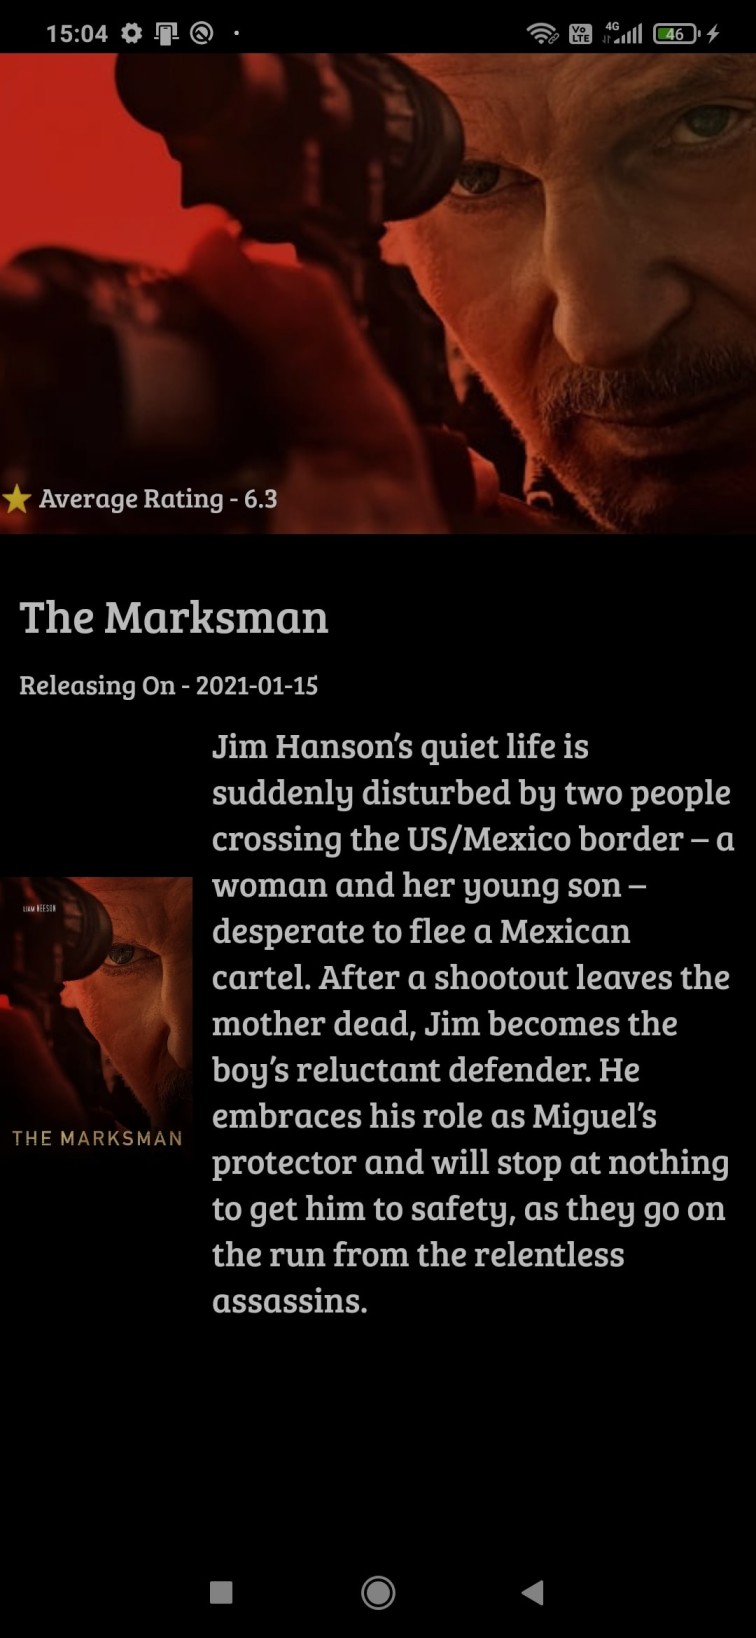 15:04
Vo LTE
4G
46
Average Rating - 6.3
The Marksman
Releasing On - 2021-01-15
Jim Hanson’s quiet life is
suddenly disturbed by two people
crossing the US/Mexico border – a
woman and her young son –
desperate to flee a Mexican
cartel. After a shootout leaves the
mother dead, Jim becomes the
boy’s reluctant defender. He
embraces his role as Miguel’s
protector and will stop at nothing
to get him to safety, as they go on
the run from the relentless
assassins.
LIAM NEESON
THE MARKSMAN